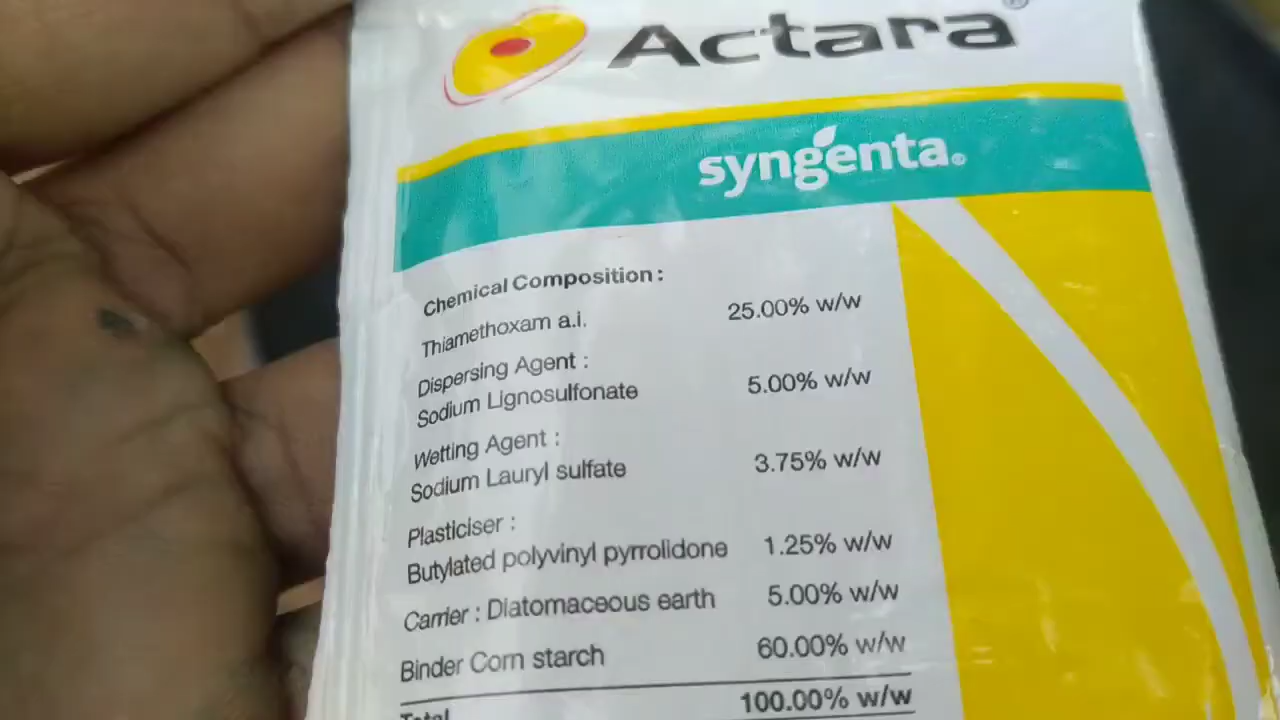 Actara®
syngenta®
Chemical Composition :
Thiamethoxam a.i. 25.00% w/w
Dispersing Agent :
Sodium Lignosulfonate 5.00% w/w
Wetting Agent :
Sodium Lauryl sulfate 3.75% w/w
Plasticiser :
Butylated polyvinyl pyrrolidone 1.25% w/w
Carrier : Diatomaceous earth 5.00% w/w
Binder Corn starch 60.00% w/w
Total 100.00% w/w